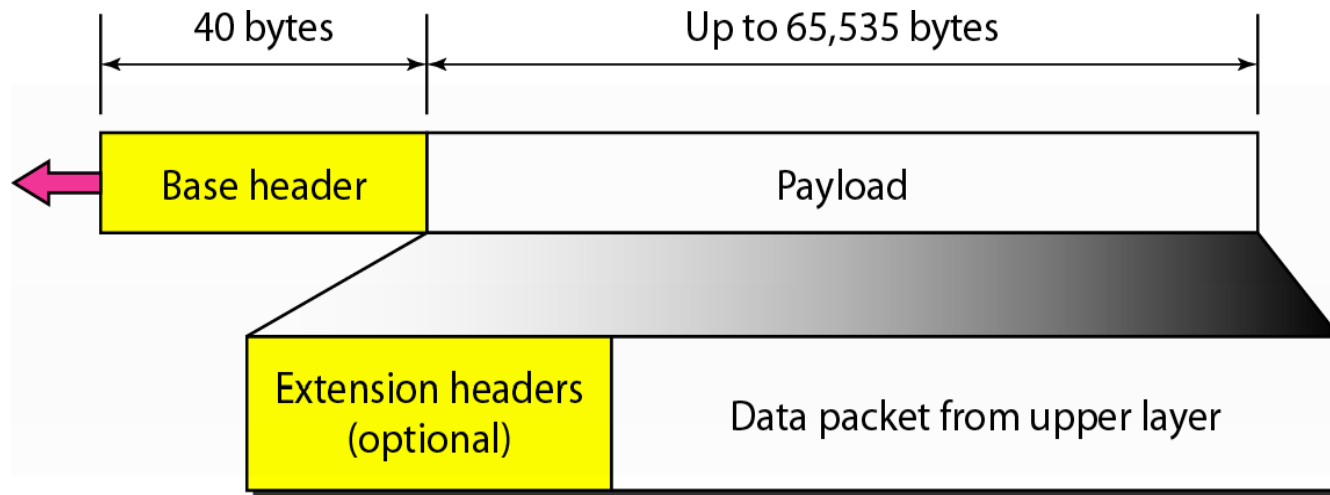 40 bytes
Up to 65,535 bytes
Base header
Payload
Extension headers
(optional)
Data packet from upper layer